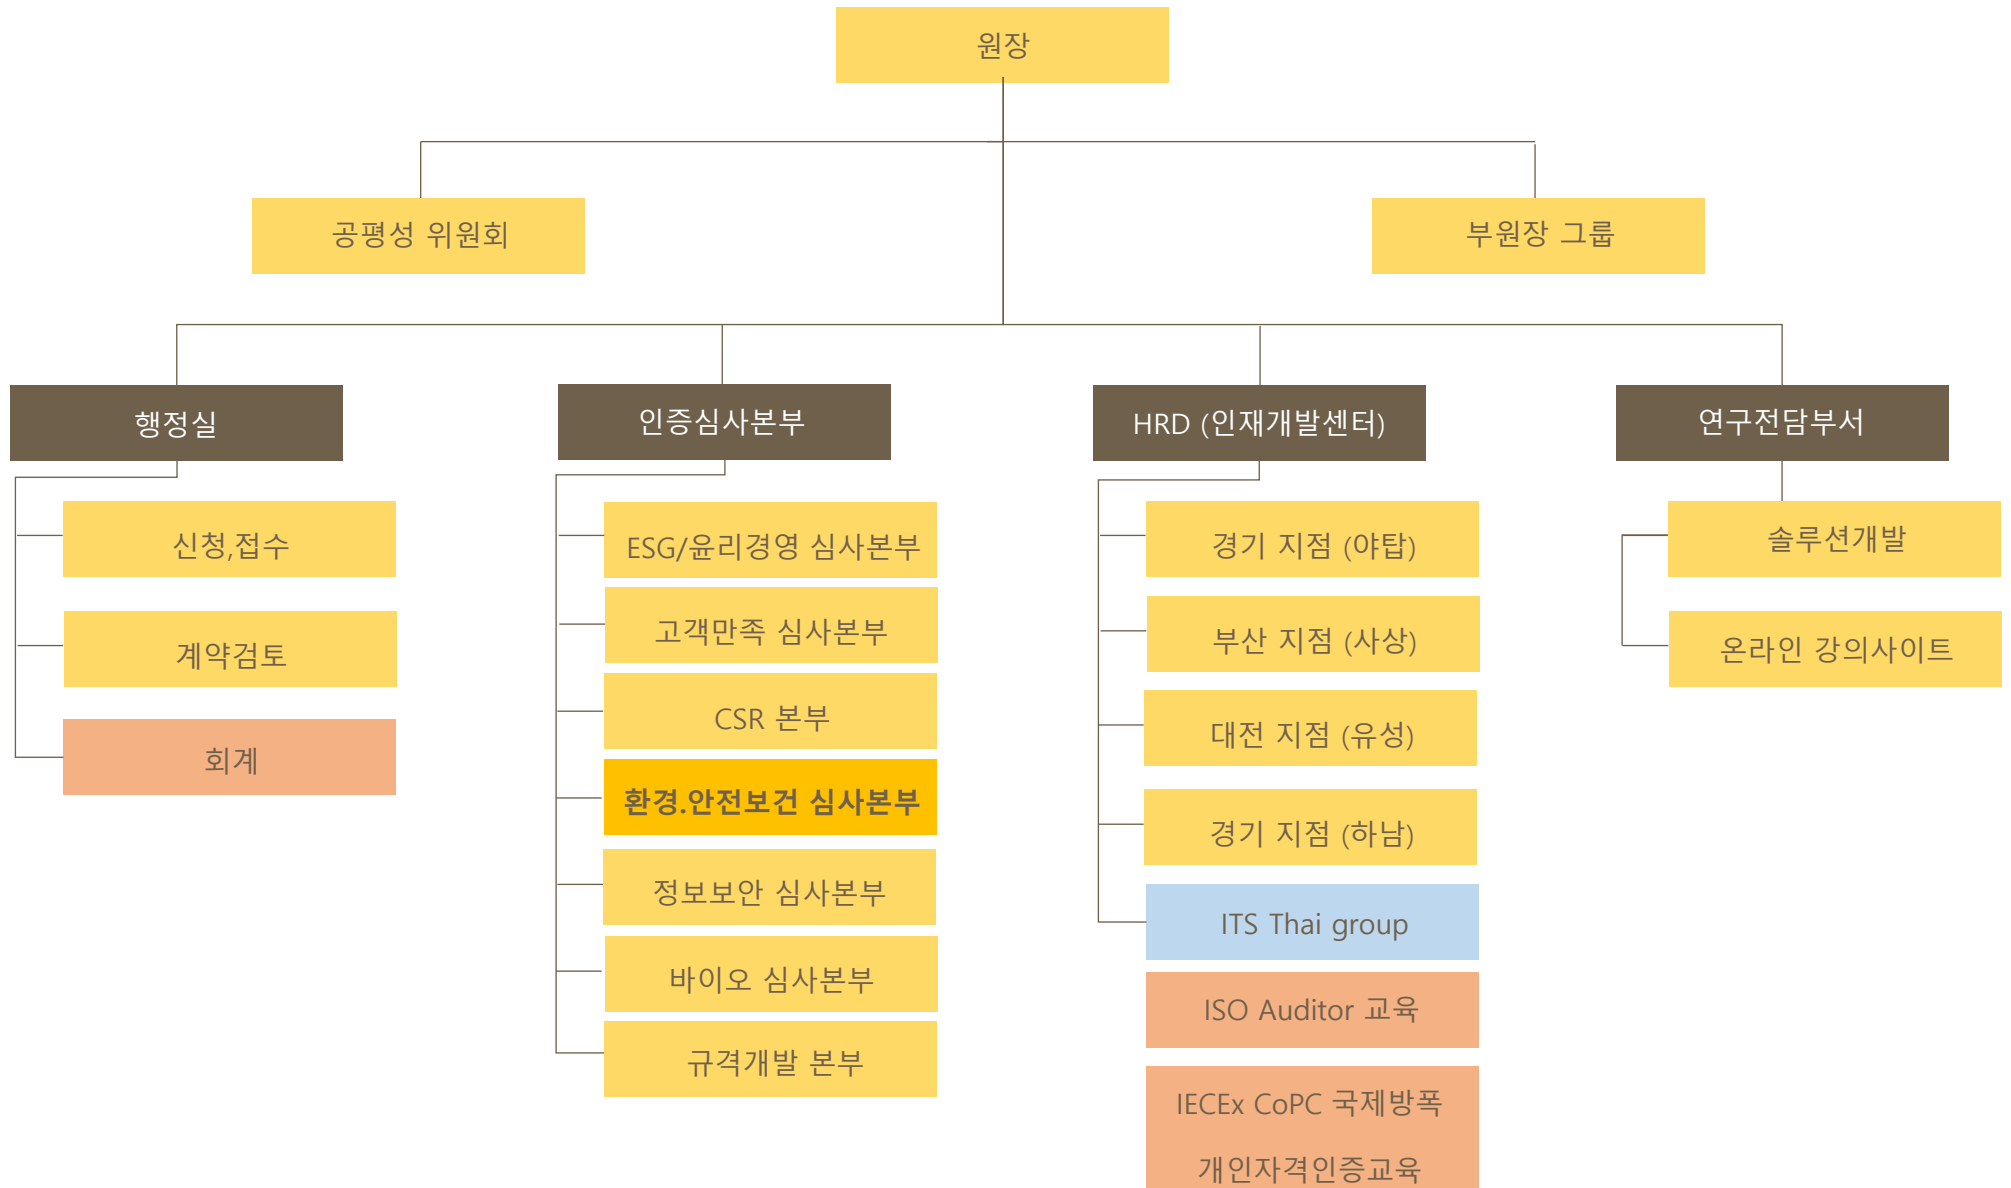 원장
공평성 위원회
부원장 그룹
행정실
인증심사본부
HRD (인재개발센터)
연구전담부서
신청,접수
계약검토
회계
ESG/윤리경영 심사본부
고객만족 심사본부
CSR 본부
환경.안전보건 심사본부
정보보안 심사본부
바이오 심사본부
규격개발 본부
경기 지점 (야탑)
부산 지점 (사상)
대전 지점 (유성)
경기 지점 (하남)
ITS Thai group
ISO Auditor 교육
IECEx CoPC 국제방폭
개인자격인증교육
솔루션개발
온라인 강의사이트